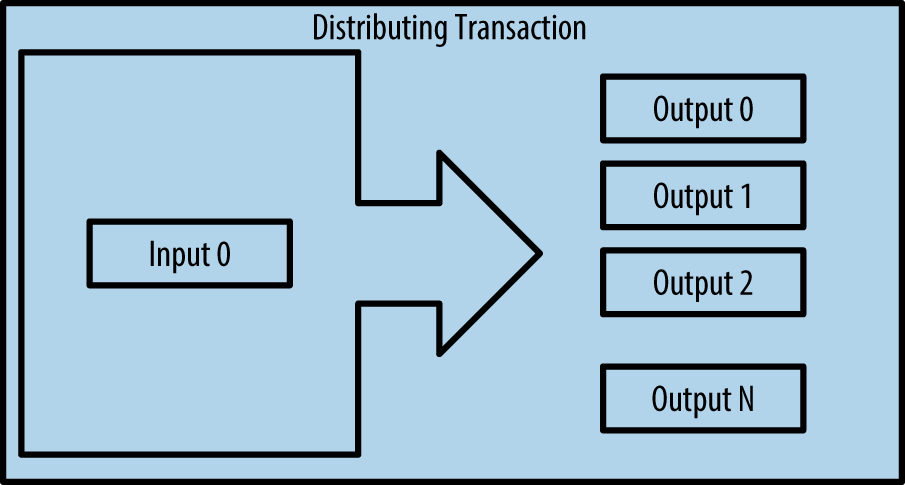 Distributing Transaction
Input 0
Output 0
Output 1
Output 2
Output N